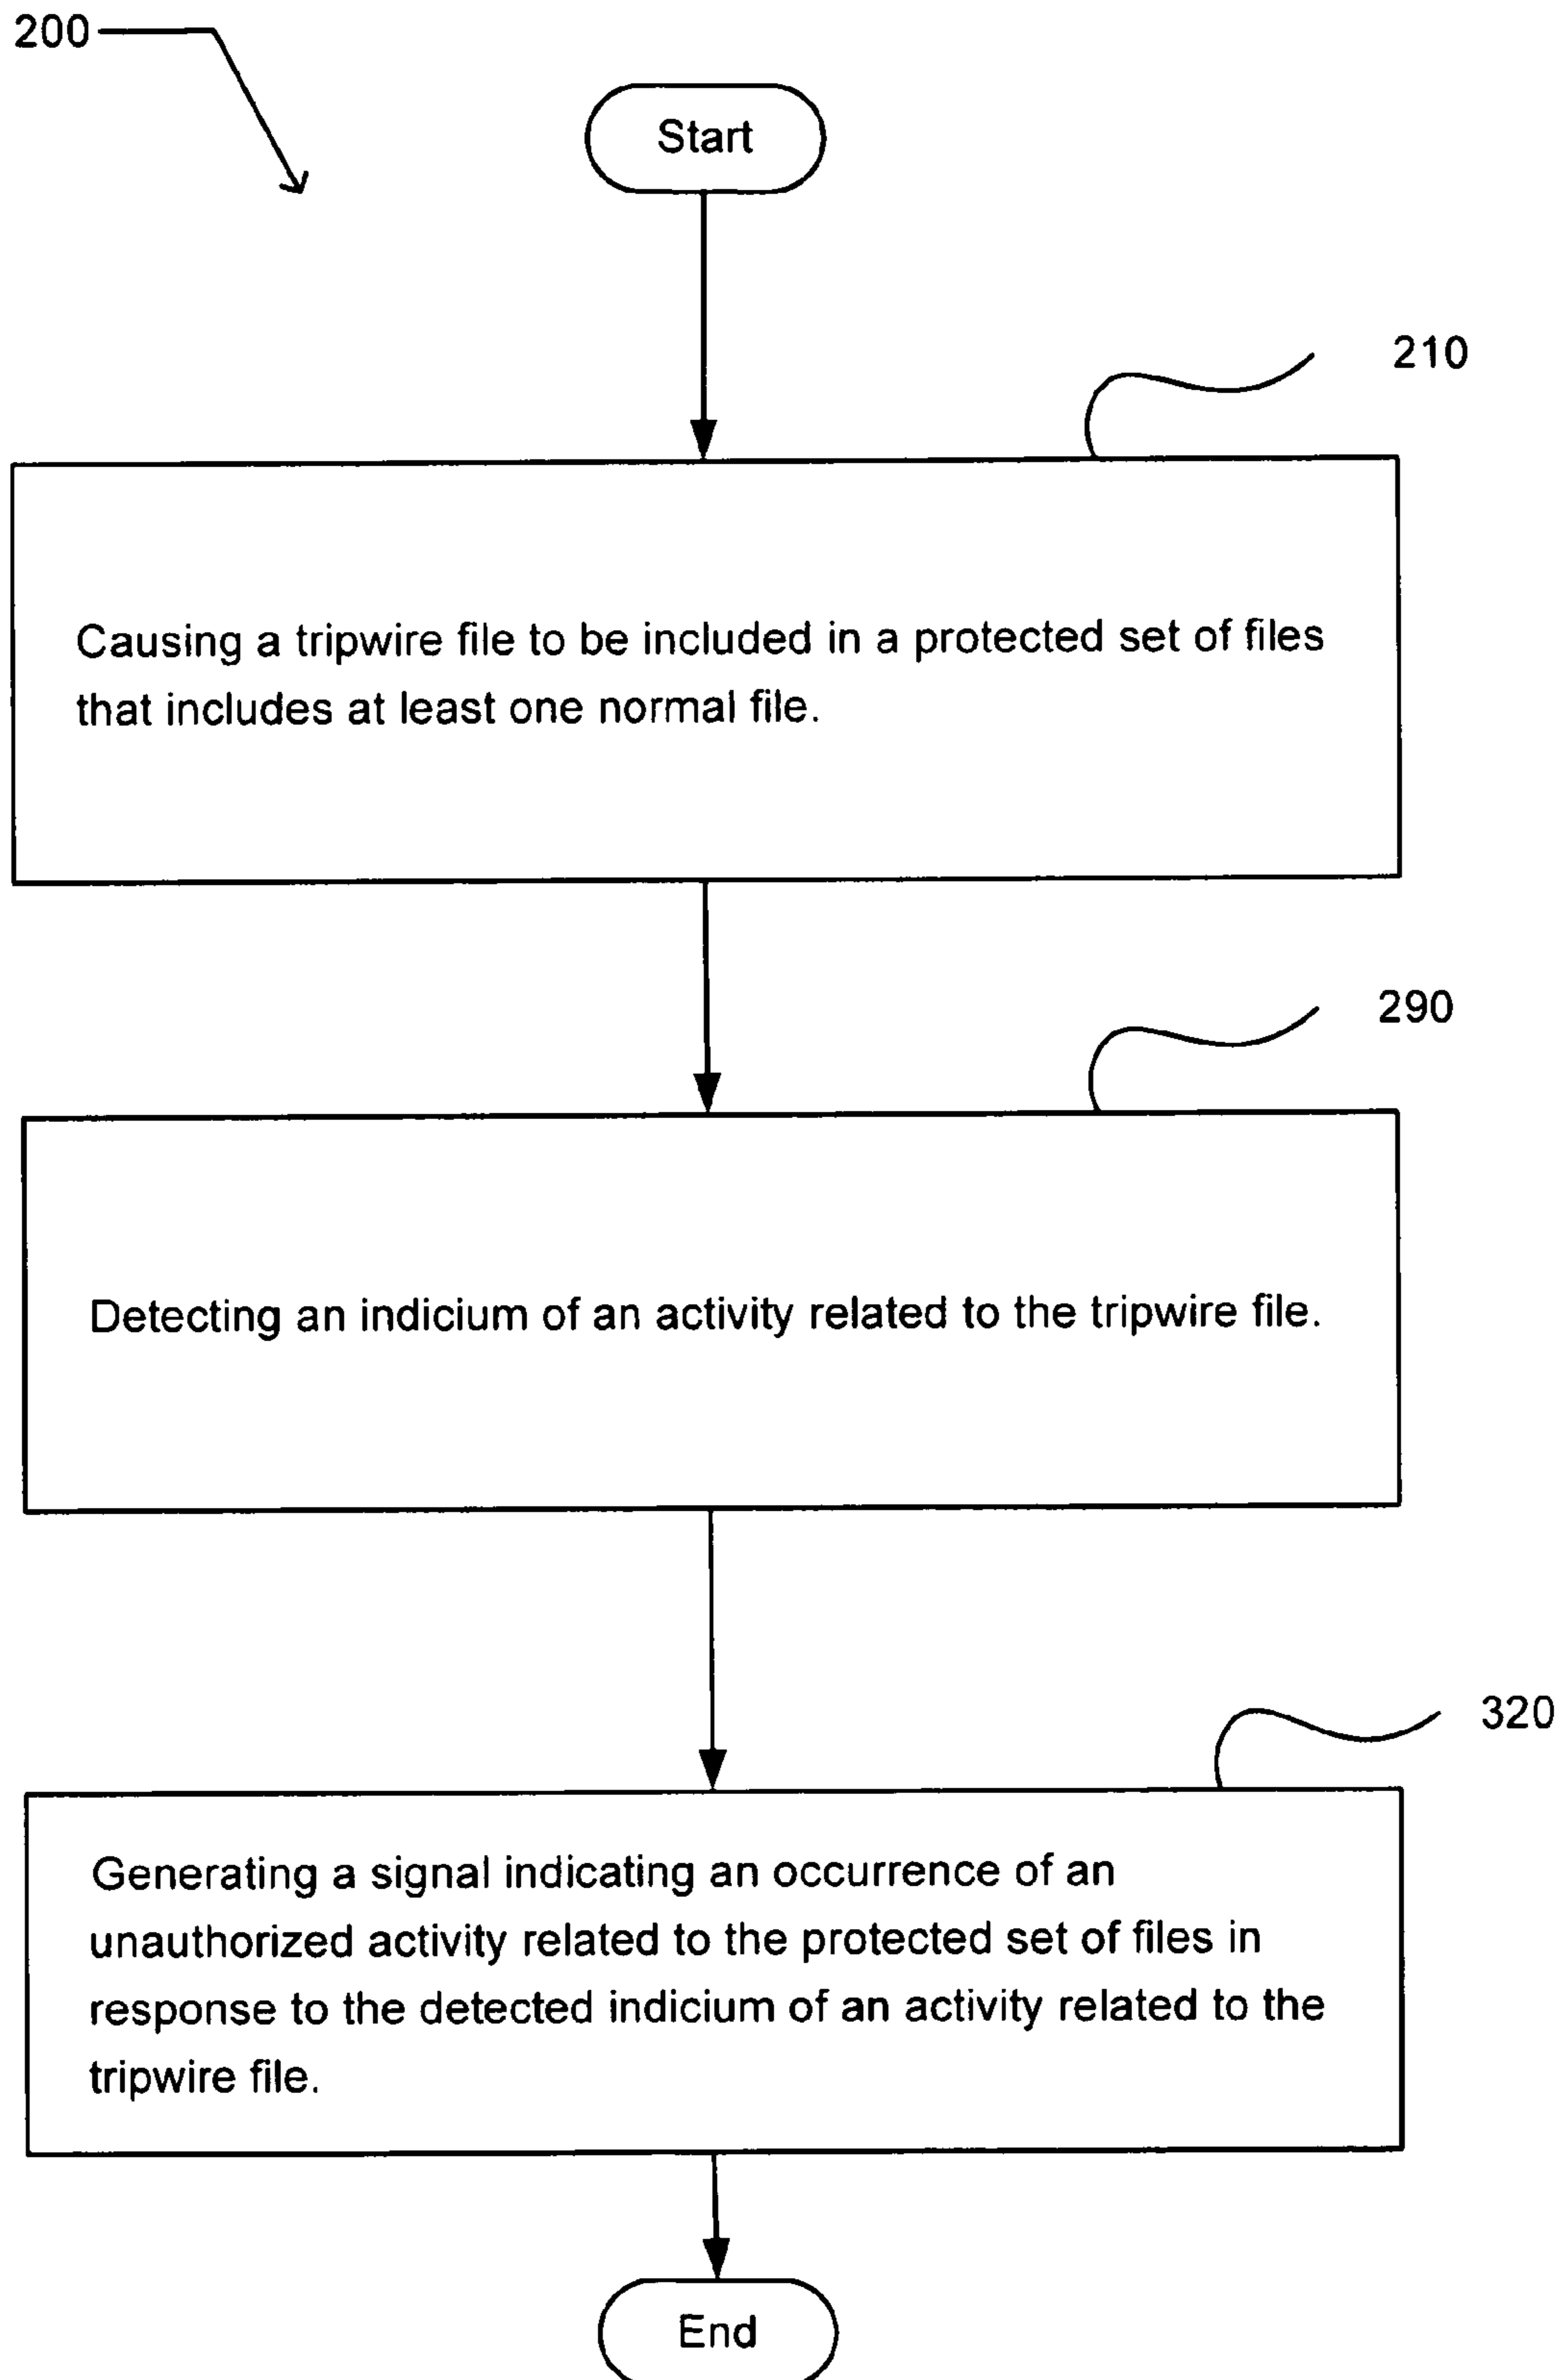 200
Start
210
Causing a tripwire file to be included in a protected set of files
that includes at least one normal file.
290
Detecting an indicium of an activity related to the tripwire file.
320
Generating a signal indicating an occurrence of an
unauthorized activity related to the protected set of files in
response to the detected indicium of an activity related to the
tripwire file.
End